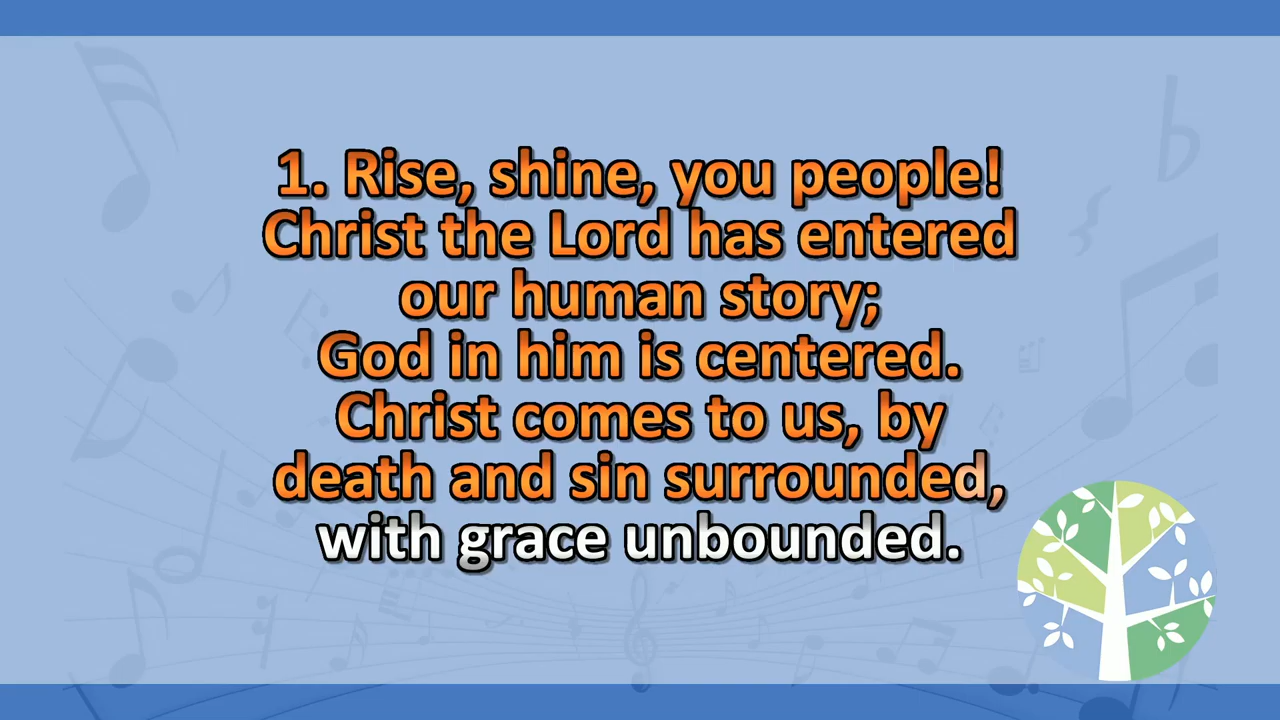 1. Rise, shine, you people!
Christ the Lord has entered
our human story;
God in him is centered.
Christ comes to us, by
death and sin surrounded,
with grace unbounded.